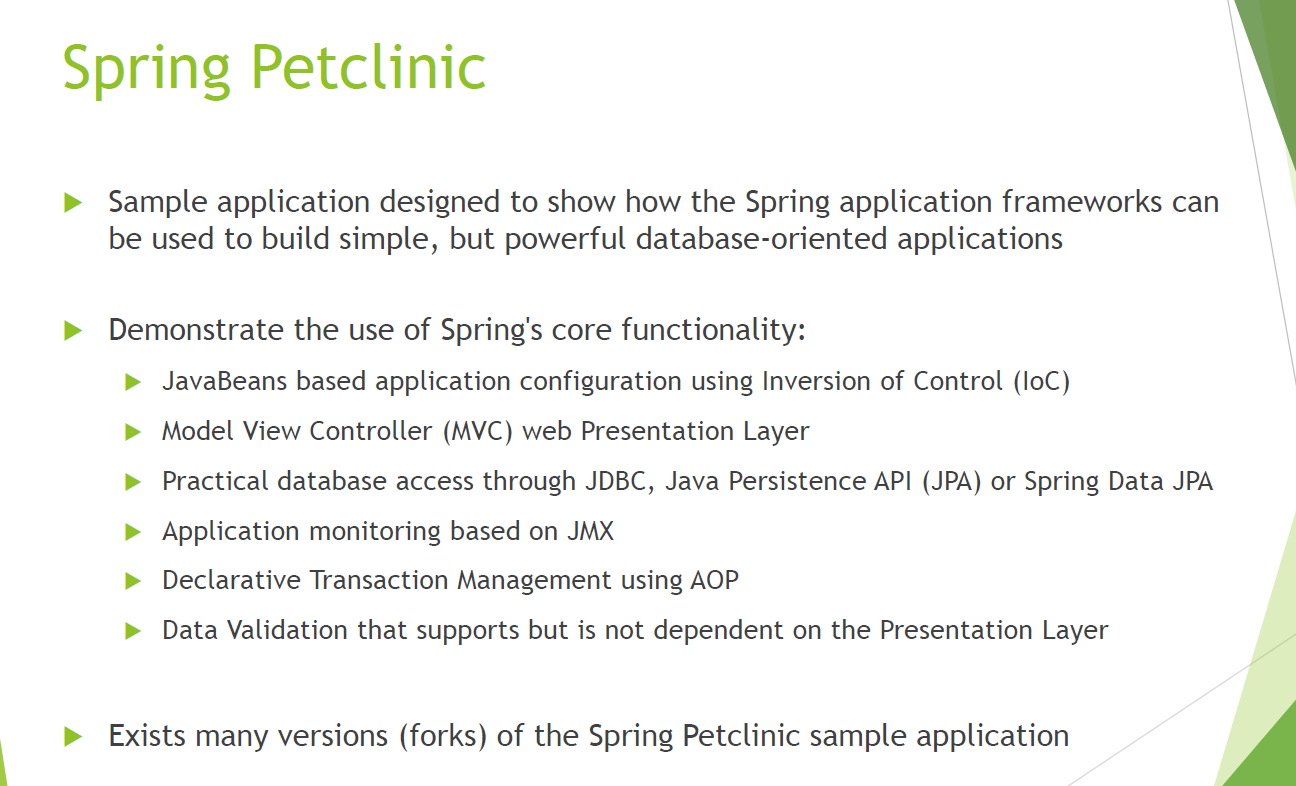 Spring Petclinic
Sample application designed to show how the Spring application frameworks can
be used to build simple, but powerful database-oriented applications
Demonstrate the use of Spring's core functionality:
JavaBeans based application configuration using Inversion of Control (IoC)
Model View Controller (MVC) web Presentation Layer
Practical database access through JDBC, Java Persistence API (JPA) or Spring Data JPA
Application monitoring based on JMX
Declarative Transaction Management using AOP
Data Validation that supports but is not dependent on the Presentation Layer
Exists many versions (forks) of the Spring Petclinic sample application